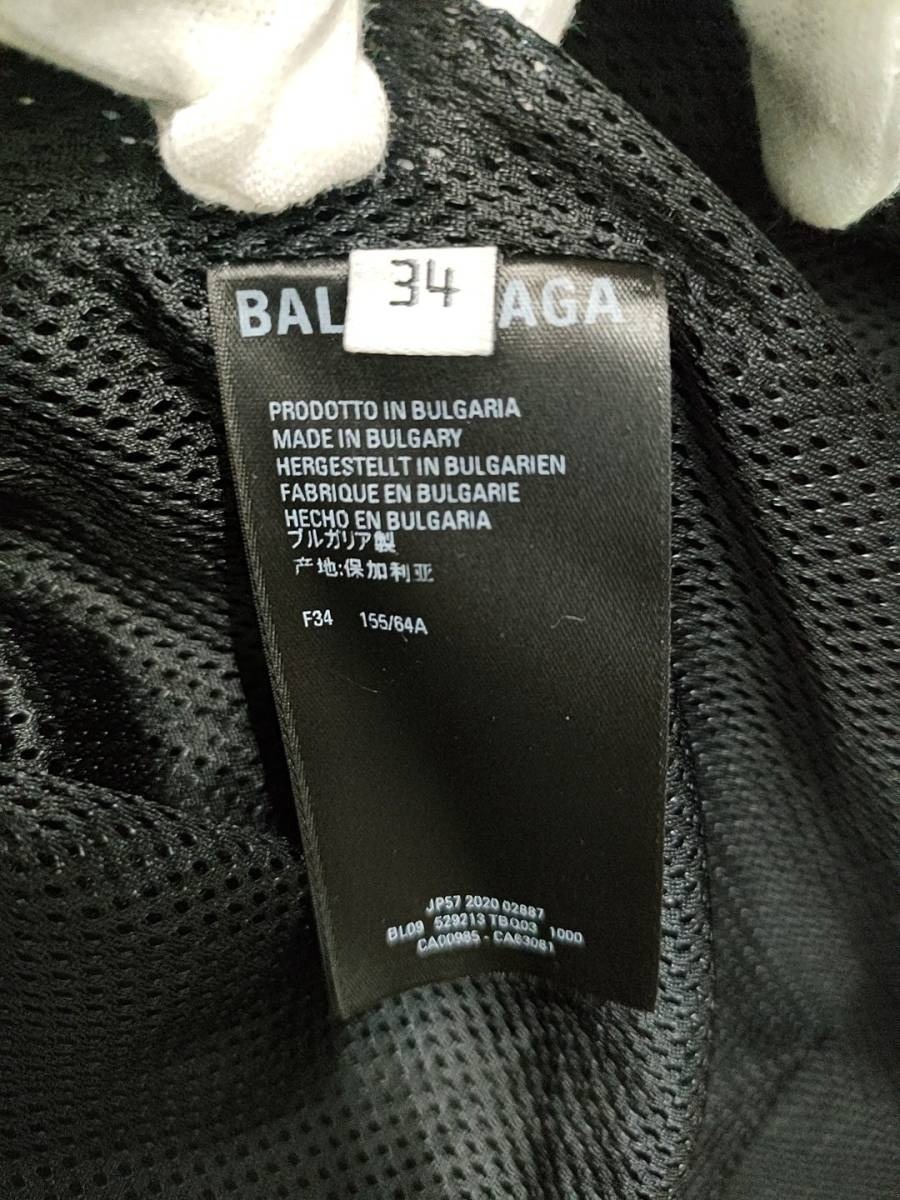 34
BAL AGA
PRODOTTO IN BULGARIA
MADE IN BULGARY
HERGESTELLT IN BULGARIEN
FABRIQUE EN BULGARIE
HECHO EN BULGARIA
ブルガリア製
产地:保加利亚
F34 155/64A
JP57 2020 02887
BL09 529213 TBQ03 1000
CA00985 - CA63081